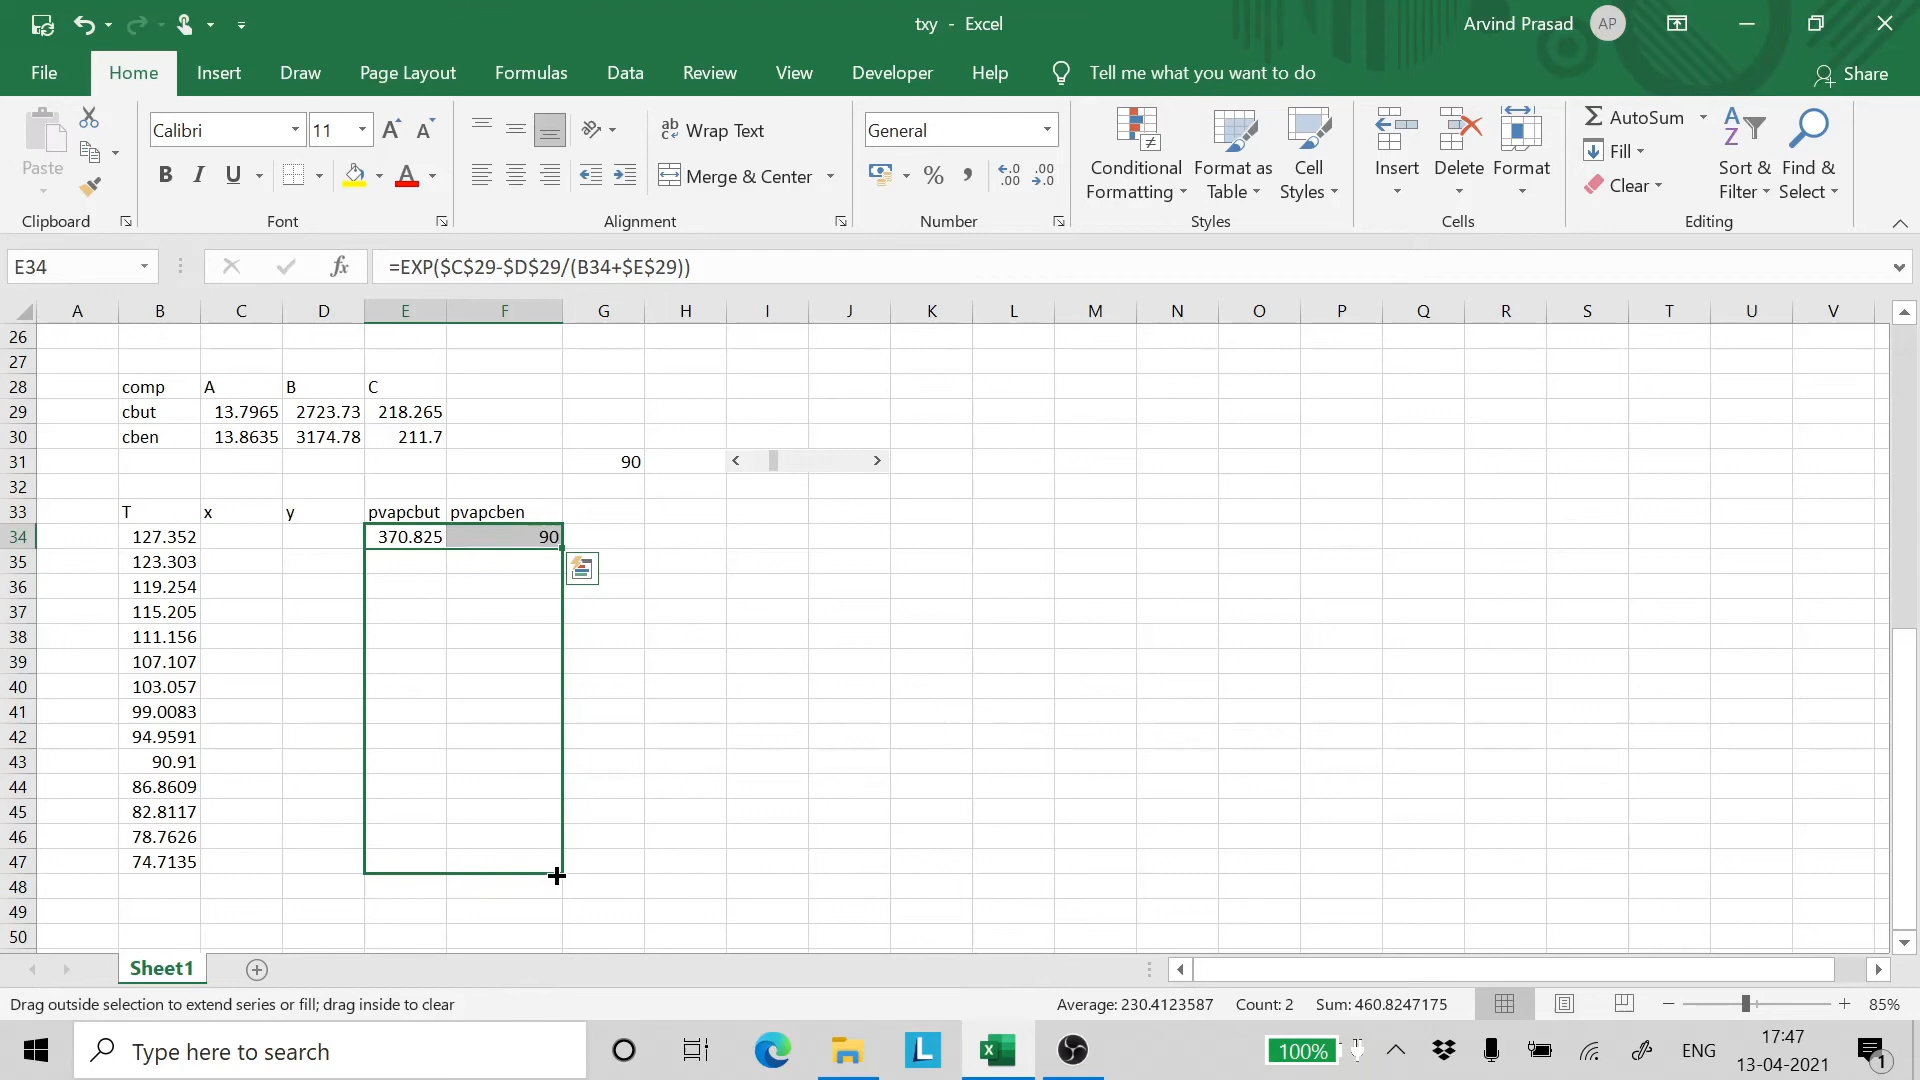 txy - Excel
Arvind Prasad AP
File Home Insert Draw Page Layout Formulas Data Review View Developer Help Tell me what you want to do Share
Paste
Clipboard
Calibri 11 A A
B I U A
Font
ab Wrap Text
Merge & Center
Alignment
General
% , .00 .00
Number
Conditional Formatting
Format as Table
Cell Styles
Styles
Insert Delete Format
Cells
AutoSum
Fill
Clear
Sort & Filter
Find & Select
Editing
E34 fx =EXP($C$29-$D$29/(B34+$E$29))
A B C D E F G H I J K L M N O P Q R S T U V
26
27
28 comp A B C
29 cbut 13.7965 2723.73 218.265
30 cben 13.8635 3174.78 211.7
31 90 < >
32
33 T x y pvapcbut pvapcben
34 127.352 370.825 90
35 123.303
36 119.254
37 115.205
38 111.156
39 107.107
40 103.057
41 99.0083
42 94.9591
43 90.91
44 86.8609
45 82.8117
46 78.7626
47 74.7135
48
49
50
Sheet1
Drag outside selection to extend series or fill; drag inside to clear Average: 230.4123587 Count: 2 Sum: 460.8247175 85%
Type here to search L X 100% ENG 17:47
13-04-2021 1